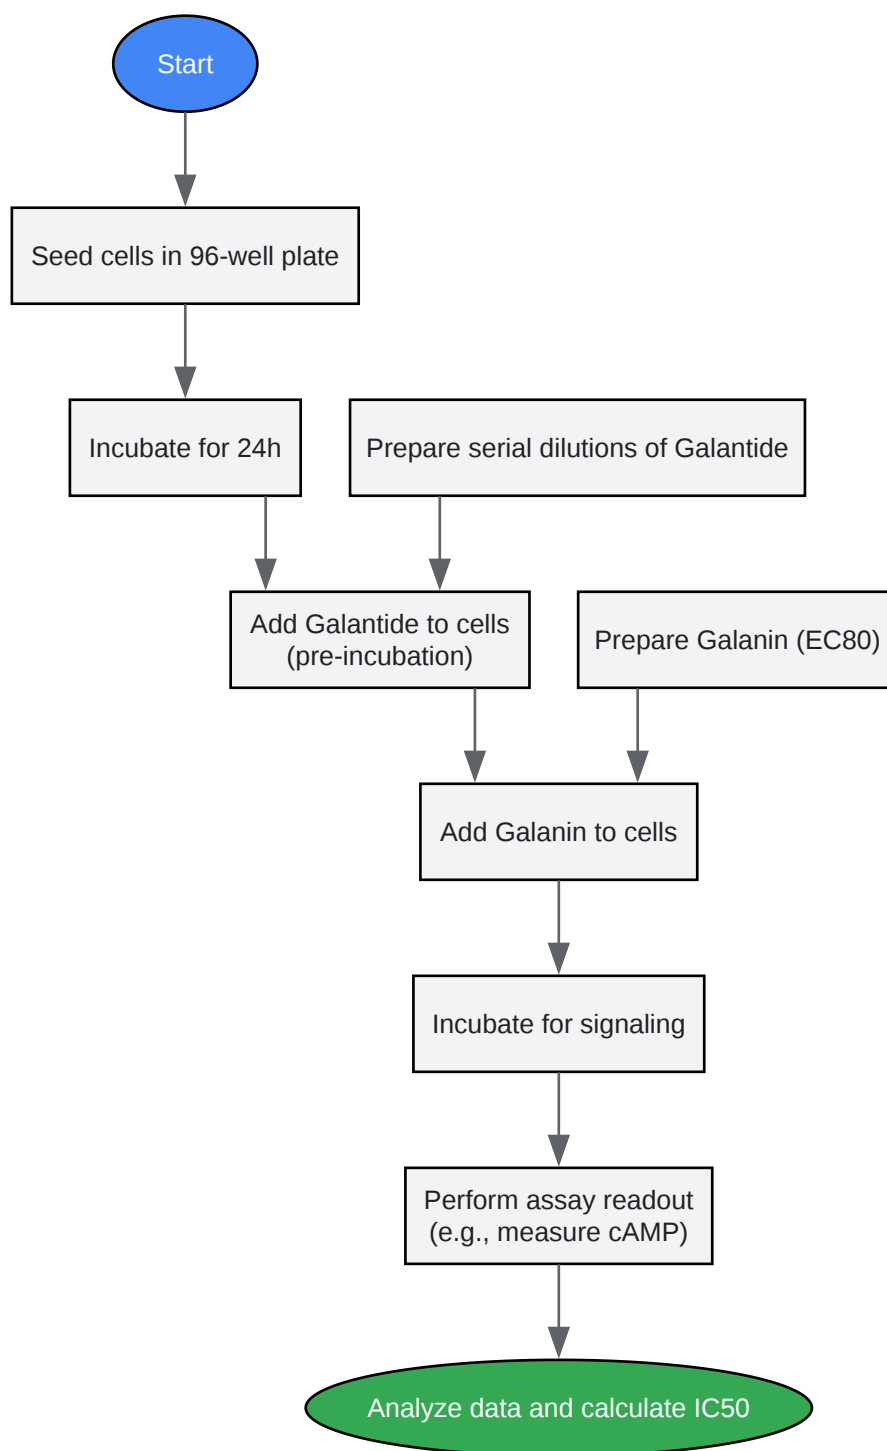 Start
Seed cells in 96-well plate
Incubate for 24h
Prepare serial dilutions of Galantide
Add Galantide to cells
(pre-incubation)
Prepare Galanin (EC80)
Add Galanin to cells
Incubate for signaling
Perform assay readout
(e.g., measure cAMP)
Analyze data and calculate IC50